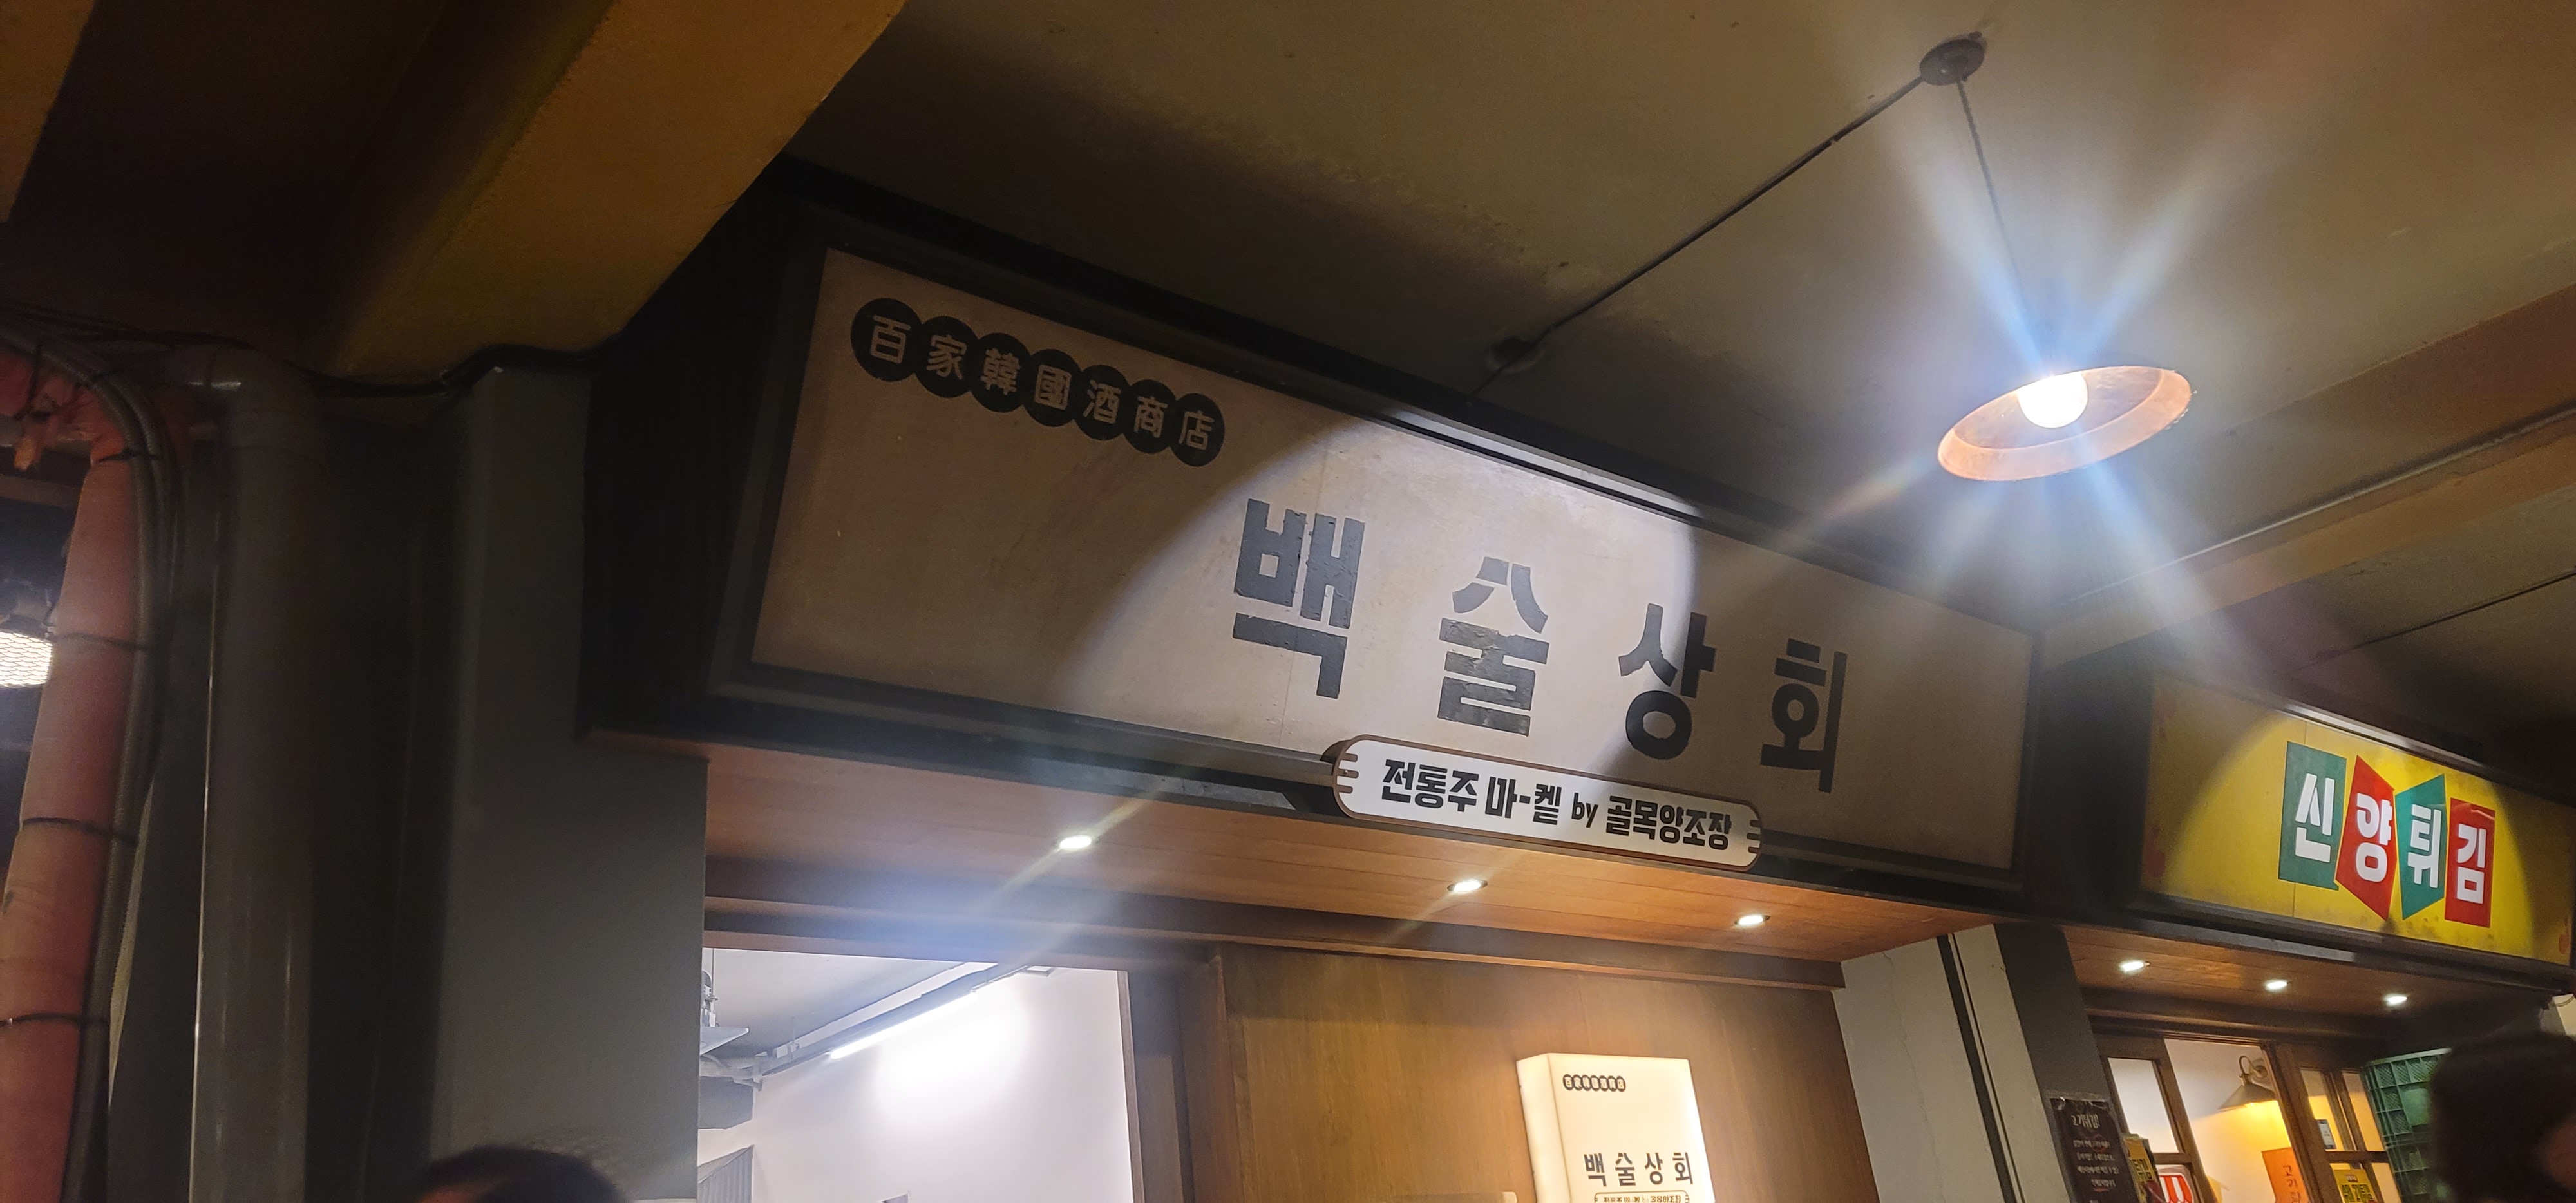 百家韓國酒商店
백술상회
전통주 마-켙 by 골목양조장
신양튀김
백술상회